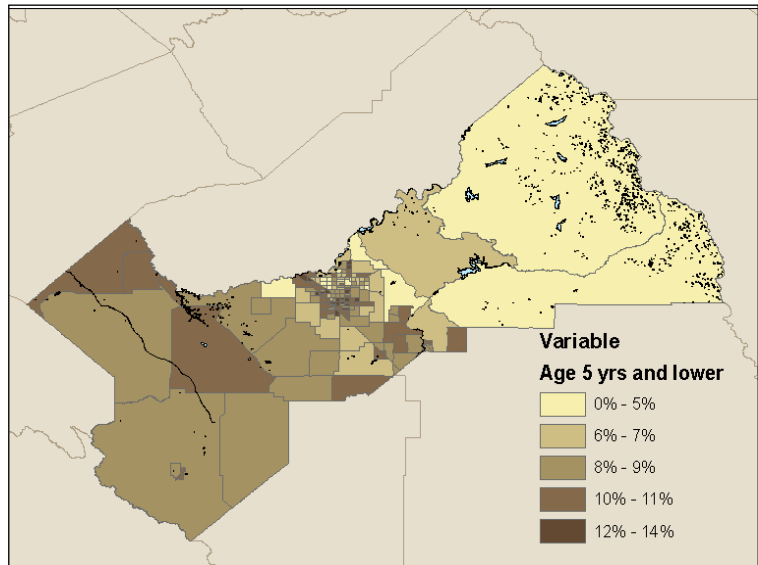 Variable
Age 5 yrs and lower
0% - 5%
6% - 7%
8% - 9%
10% - 11%
12% - 14%